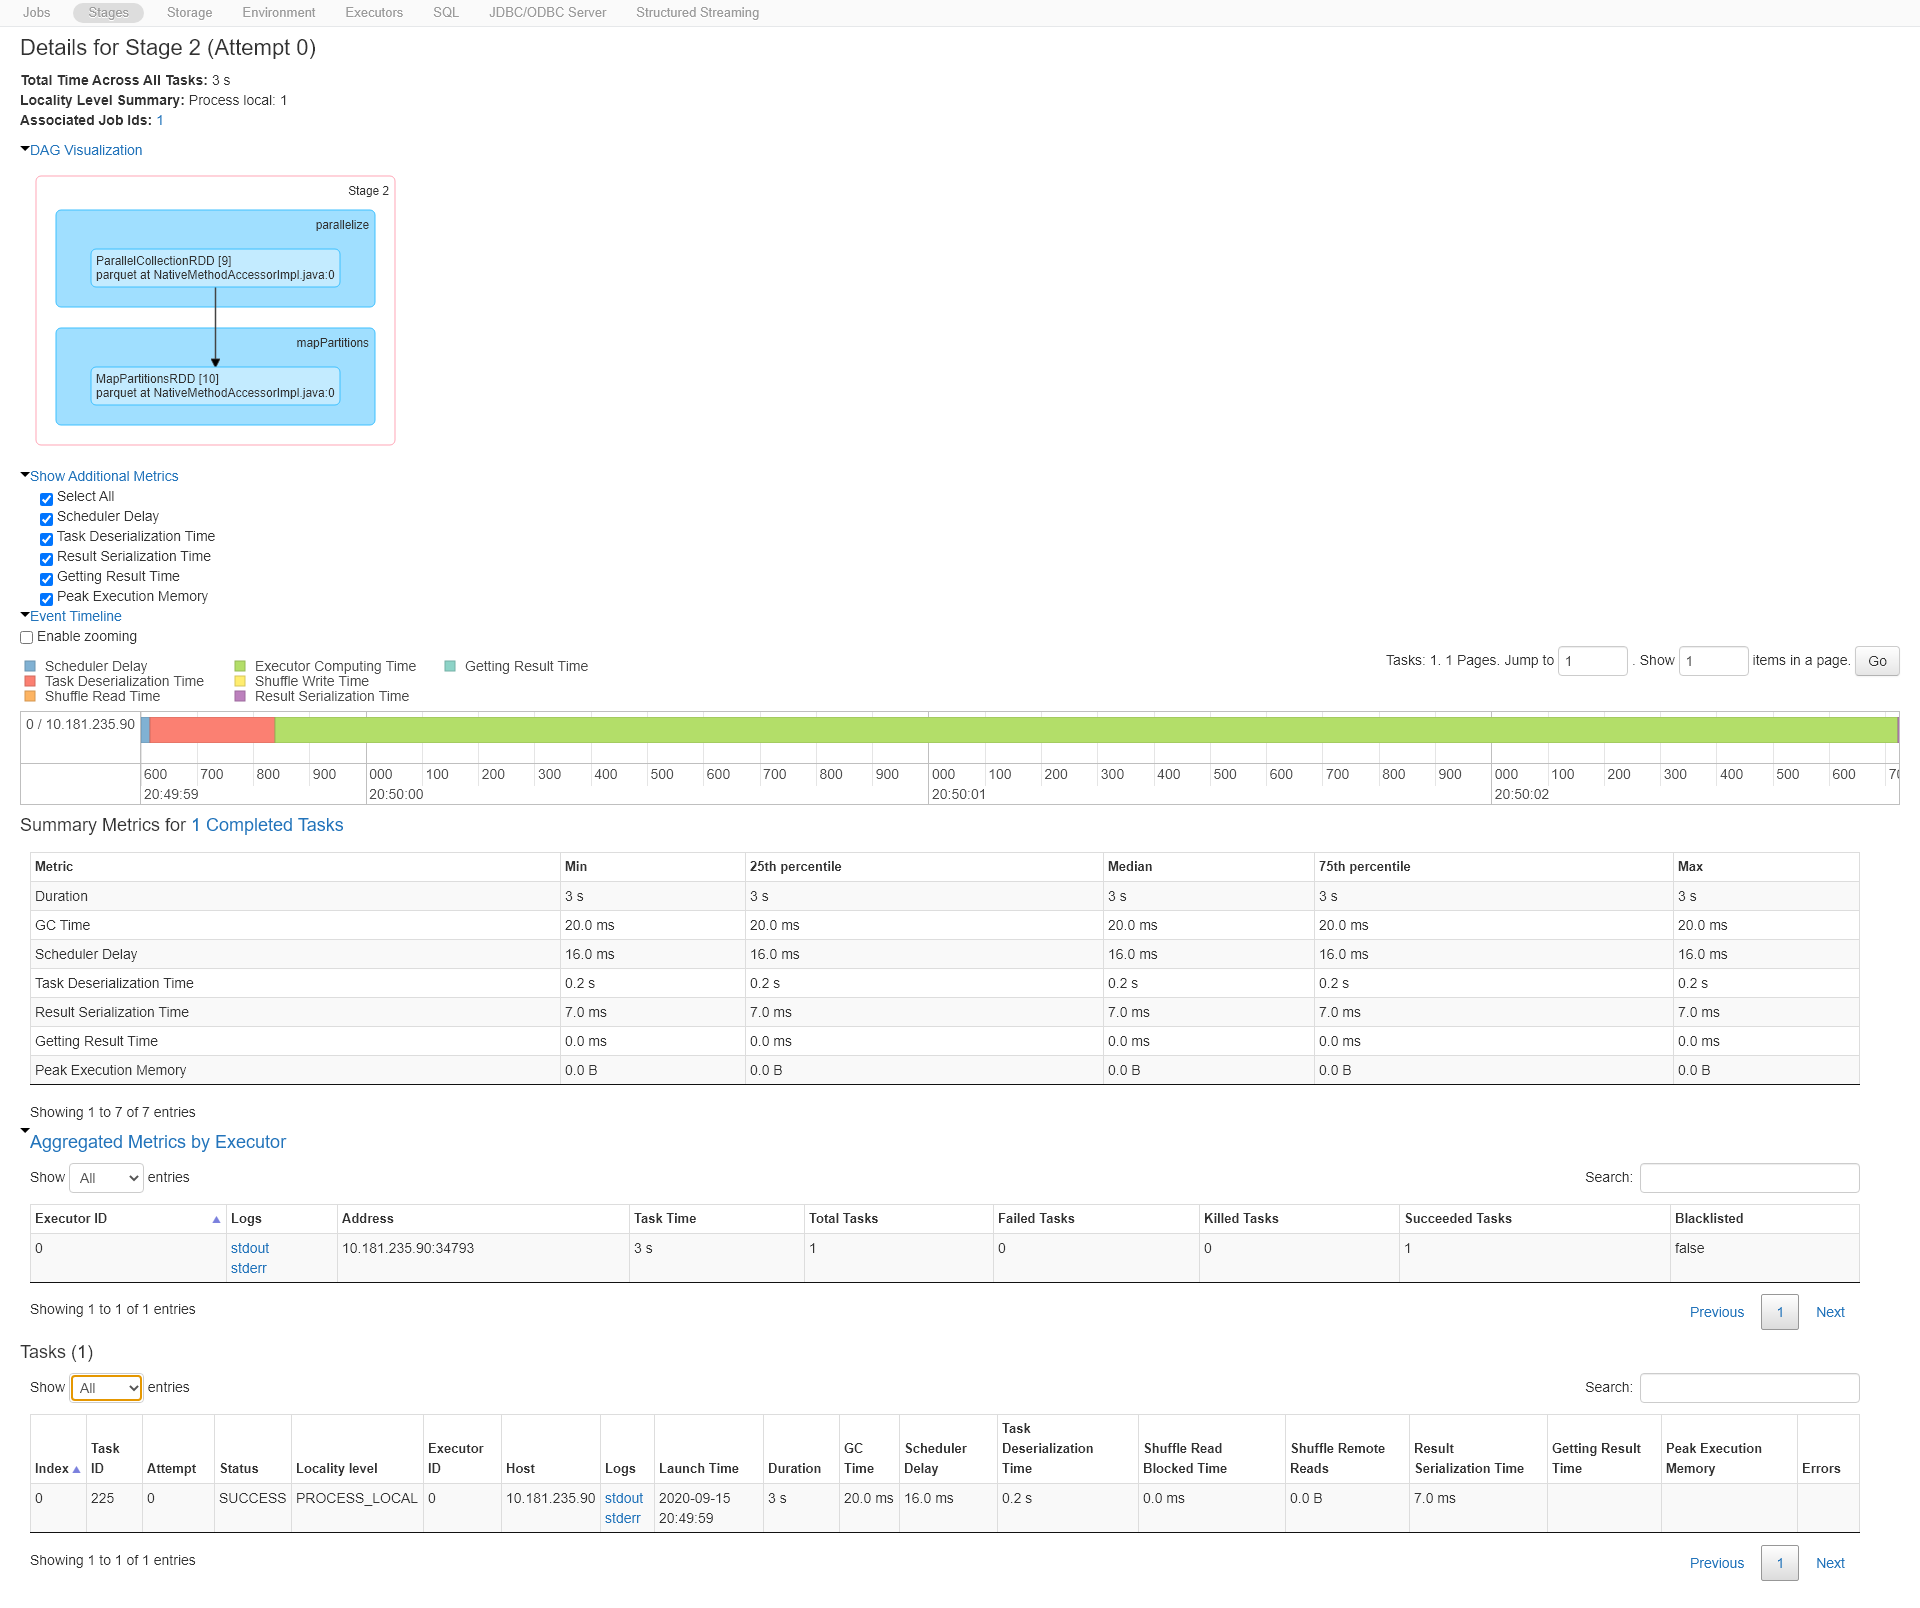 Jobs Stages Storage Environment Executors SQL JDBC/ODBC Server Structured Streaming
Details for Stage 2 (Attempt 0)
Total Time Across All Tasks: 3 s
Locality Level Summary: Process local: 1
Associated Job Ids: 1
DAG Visualization
Stage 2
parallelize
ParallelCollectionRDD [9]
parquet at NativeMethodAccessorImpl.java:0
mapPartitions
MapPartitionsRDD [10]
parquet at NativeMethodAccessorImpl.java:0
Show Additional Metrics
Select All
Scheduler Delay
Task Deserialization Time
Result Serialization Time
Getting Result Time
Peak Execution Memory
Event Timeline
Enable zooming
Tasks: 1. 1 Pages. Jump to 1 . Show 1 items in a page. Go
Scheduler Delay Executor Computing Time Getting Result Time
Task Deserialization Time Shuffle Write Time
Shuffle Read Time Result Serialization Time
0 / 10.181.235.90
600 700 800 900 000 100 200 300 400 500 600 700 800 900 000 100 200 300 400 500 600 700 800 900 000 100 200 300 400 500 600 70
20:49:59 20:50:00 20:50:01 20:50:02
Summary Metrics for 1 Completed Tasks
Metric Min 25th percentile Median 75th percentile Max
Duration 3 s 3 s 3 s 3 s 3 s
GC Time 20.0 ms 20.0 ms 20.0 ms 20.0 ms 20.0 ms
Scheduler Delay 16.0 ms 16.0 ms 16.0 ms 16.0 ms 16.0 ms
Task Deserialization Time 0.2 s 0.2 s 0.2 s 0.2 s 0.2 s
Result Serialization Time 7.0 ms 7.0 ms 7.0 ms 7.0 ms 7.0 ms
Getting Result Time 0.0 ms 0.0 ms 0.0 ms 0.0 ms 0.0 ms
Peak Execution Memory 0.0 B 0.0 B 0.0 B 0.0 B 0.0 B
Showing 1 to 7 of 7 entries
Aggregated Metrics by Executor
Show All entries Search:
Executor ID Logs Address Task Time Total Tasks Failed Tasks Killed Tasks Succeeded Tasks Blacklisted
0 stdout 10.181.235.90:34793 3 s 1 0 0 1 false
stderr
Showing 1 to 1 of 1 entries
Previous 1 Next
Tasks (1)
Show All entries Search:
Task
Task Executor GC Scheduler Deserialization Shuffle Read Shuffle Remote Result Getting Result Peak Execution
Index ID Attempt Status Locality level ID Host Logs Launch Time Duration Time Delay Time Blocked Time Reads Serialization Time Time Memory Errors
0 225 0 SUCCESS PROCESS_LOCAL 0 10.181.235.90 stdout 2020-09-15 3 s 20.0 ms 16.0 ms 0.2 s 0.0 ms 0.0 B 7.0 ms
stderr 20:49:59
Showing 1 to 1 of 1 entries
Previous 1 Next